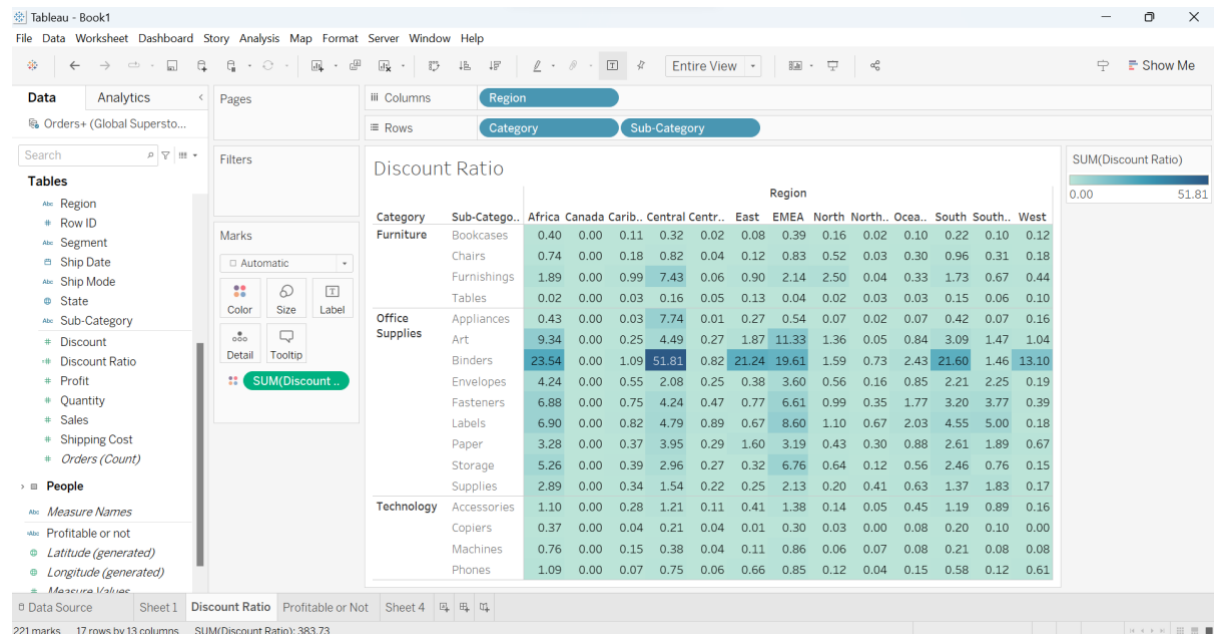 Tableau - Book1
File Data Worksheet Dashboard Story Analysis Map Format Server Window Help
Entire View
Show Me
Data Analytics
Orders+ (Global Supersto...
Search
Tables
Abc Region
# Row ID
Abc Segment
Ship Date
Abc Ship Mode
State
Abc Sub-Category
# Discount
=# Discount Ratio
# Profit
# Quantity
# Sales
# Shipping Cost
# Orders (Count)
People
Abc Measure Names
=Abc Profitable or not
Latitude (generated)
Longitude (generated)
# Measure Values
Pages
Filters
Marks
Automatic
Color Size Label
Detail Tooltip
SUM(Discount ..
Columns Region
Rows Category Sub-Category
Discount Ratio
Region
Category Sub-Catego.. Africa Canada Carib.. Central Centr.. East EMEA North North.. Ocea.. South South.. West
Furniture Bookcases 0.40 0.00 0.11 0.32 0.02 0.08 0.39 0.16 0.02 0.10 0.22 0.10 0.12
Chairs 0.74 0.00 0.18 0.82 0.04 0.12 0.83 0.52 0.03 0.30 0.96 0.31 0.18
Furnishings 1.89 0.00 0.99 7.43 0.06 0.90 2.14 2.50 0.04 0.33 1.73 0.67 0.44
Tables 0.02 0.00 0.03 0.16 0.05 0.13 0.04 0.02 0.03 0.03 0.15 0.06 0.10
Office Supplies Appliances 0.43 0.00 0.03 7.74 0.01 0.27 0.54 0.07 0.02 0.07 0.42 0.07 0.16
Art 9.34 0.00 0.25 4.49 0.27 1.87 11.33 1.36 0.05 0.84 3.09 1.47 1.04
Binders 23.54 0.00 1.09 51.81 0.82 21.24 19.61 1.59 0.73 2.43 21.60 1.46 13.10
Envelopes 4.24 0.00 0.55 2.08 0.25 0.38 3.60 0.56 0.16 0.85 2.21 2.25 0.19
Fasteners 6.88 0.00 0.75 4.24 0.47 0.77 6.61 0.99 0.35 1.77 3.20 3.77 0.39
Labels 6.90 0.00 0.82 4.79 0.89 0.67 8.60 1.10 0.67 2.03 4.55 5.00 0.18
Paper 3.28 0.00 0.37 3.95 0.29 1.60 3.19 0.43 0.30 0.88 2.61 1.89 0.67
Storage 5.26 0.00 0.39 2.96 0.27 0.32 6.76 0.64 0.12 0.56 2.46 0.76 0.15
Supplies 2.89 0.00 0.34 1.54 0.22 0.25 2.13 0.20 0.41 0.63 1.37 1.83 0.17
Technology Accessories 1.10 0.00 0.28 1.21 0.11 0.41 1.38 0.14 0.05 0.45 1.19 0.89 0.16
Copiers 0.37 0.00 0.04 0.21 0.04 0.01 0.30 0.03 0.00 0.08 0.20 0.10 0.00
Machines 0.76 0.00 0.15 0.38 0.04 0.11 0.86 0.06 0.07 0.08 0.21 0.08 0.08
Phones 1.09 0.00 0.07 0.75 0.06 0.66 0.85 0.12 0.04 0.15 0.58 0.12 0.61
SUM(Discount Ratio)
0.00 51.81
Data Source Sheet 1 Discount Ratio Profitable or Not Sheet 4
221 marks 17 rows by 13 columns SUM(Discount Ratio): 383.73